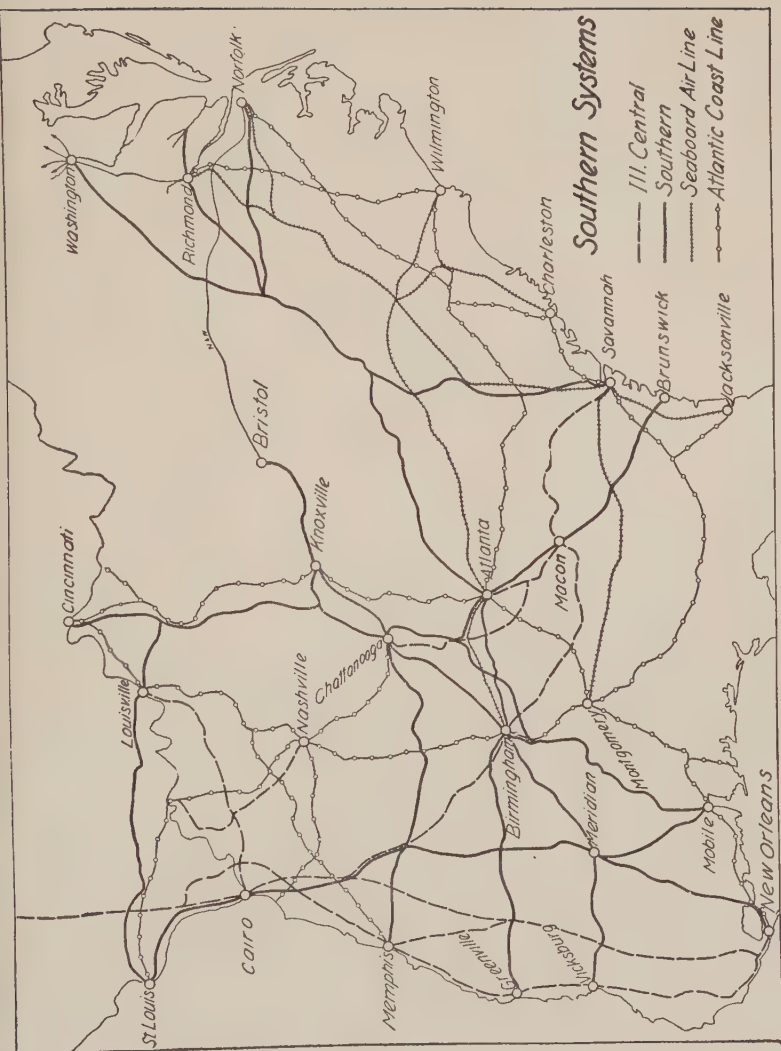 Southern Systems
Ill. Central
Southern
Seaboard Air Line
Atlantic Coast Line
Washington
Norfolk
Richmond
Wilmington
Charleston
Savannah
Brunswick
Jacksonville
N&W
Bristol
Knoxville
Cincinnati
Louisville
Nashville
Chattanooga
Atlanta
Macon
Birmingham
Montgomery
Meridian
Mobile
New Orleans
St Louis
Cairo
Memphis
Greenville
Vicksburg